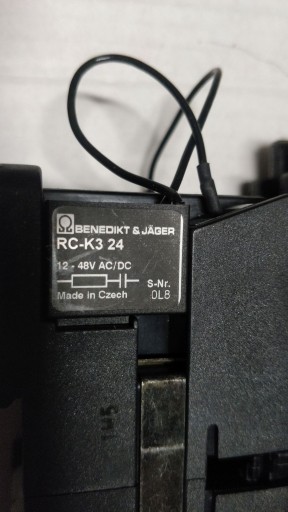 BENEDIKT & JÄGER
RC-K3 24
12 - 48V AC/DC
S-Nr.
Made in Czech 0L8